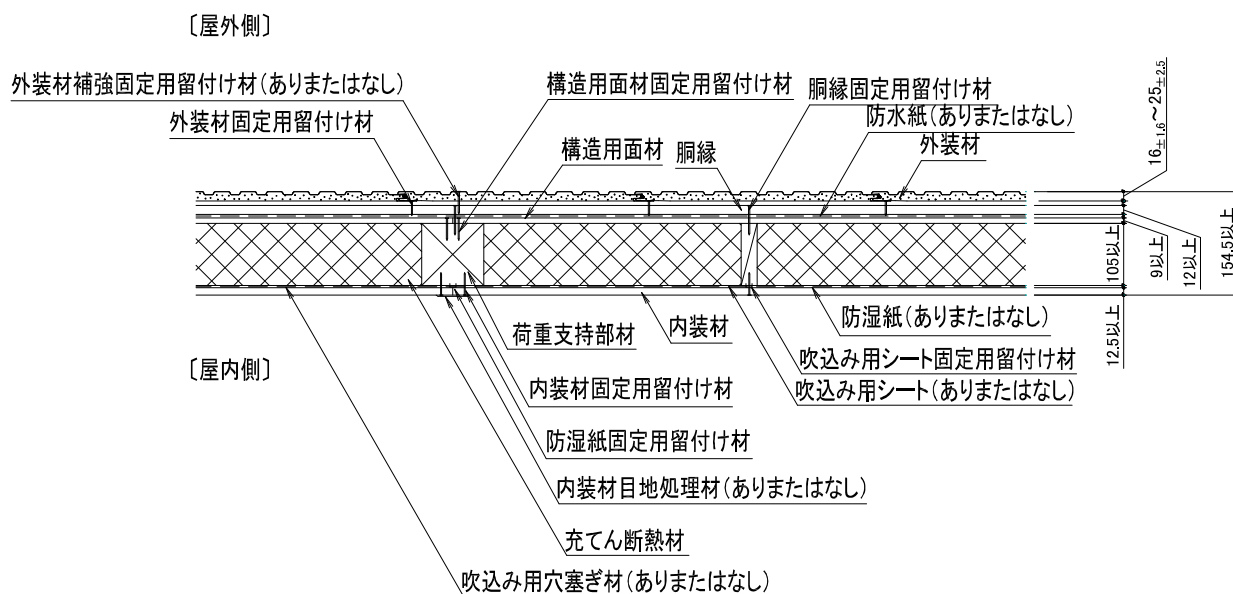 〔屋外側〕
外装材補強固定用留付け材(ありまたはなし)
構造用面材固定用留付け材
胴縁固定用留付け材
外装材固定用留付け材
防水紙(ありまたはなし)
構造用面材
胴縁
外装材
16±1.6～25±2.5
105以上
9以上
12以上
154.5以上
12.5以上
荷重支持部材
内装材
防湿紙(ありまたはなし)
〔屋内側〕
吹込み用シート固定用留付け材
内装材固定用留付け材
吹込み用シート(ありまたはなし)
防湿紙固定用留付け材
内装材目地処理材(ありまたはなし)
充てん断熱材
吹込み用穴塞ぎ材(ありまたはなし)